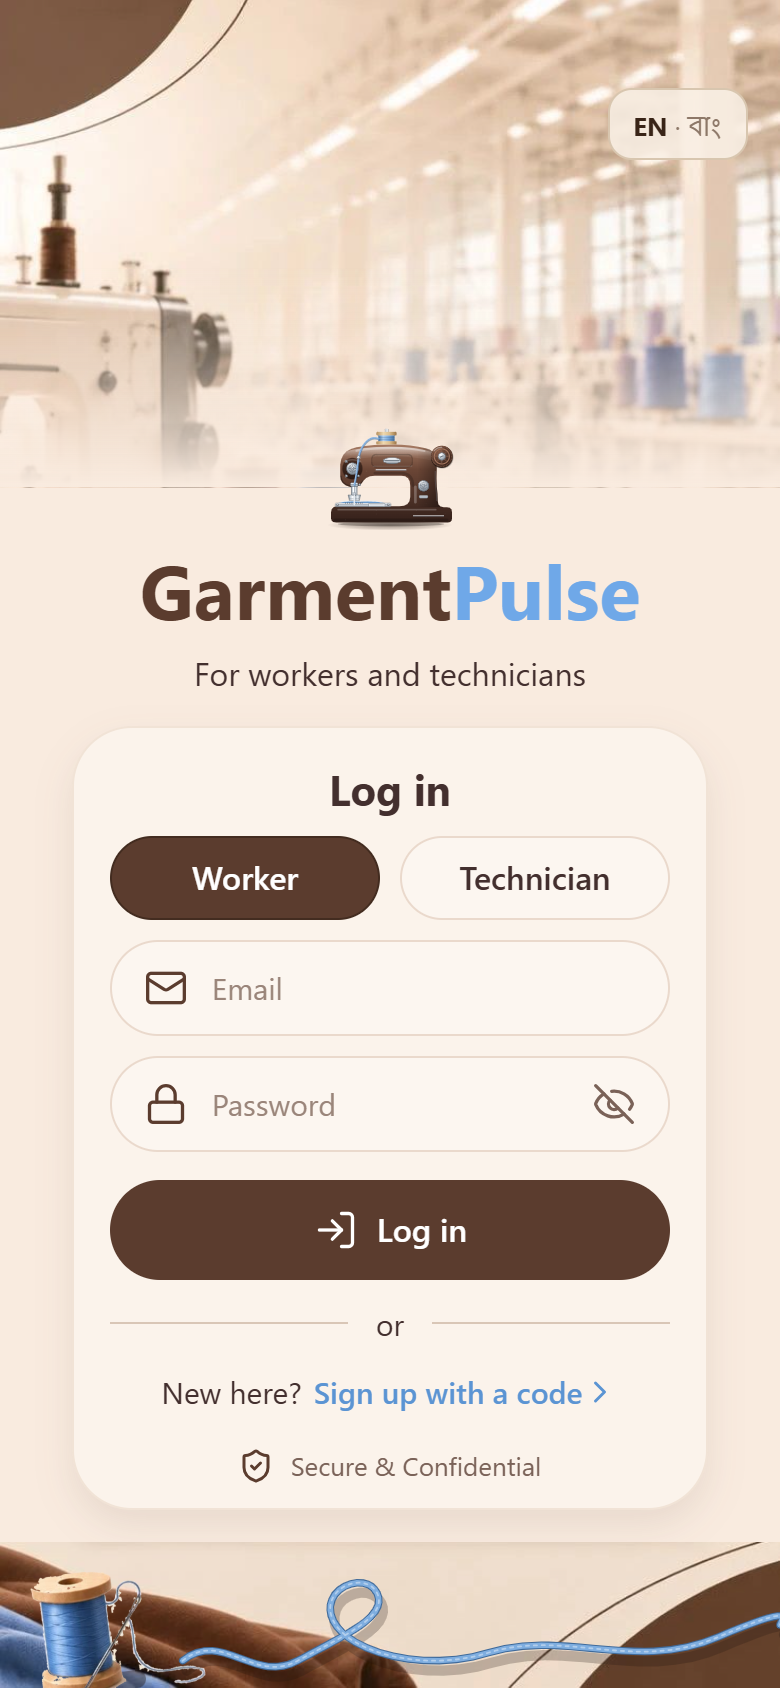 EN · বাং
GarmentPulse
For workers and technicians
Log in
Worker
Technician
Email
Password
Log in
or
New here? Sign up with a code
Secure & Confidential